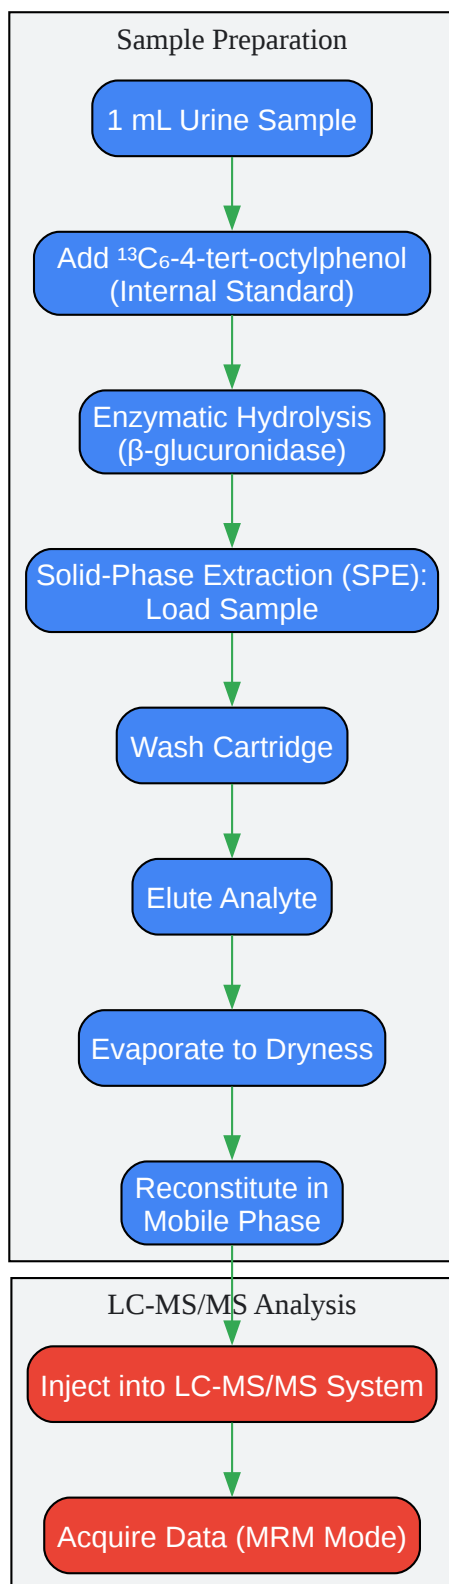 Sample Preparation
1 mL Urine Sample
Add ¹³C₆-4-tert-octylphenol
(Internal Standard)
Enzymatic Hydrolysis
(β-glucuronidase)
Solid-Phase Extraction (SPE):
Load Sample
Wash Cartridge
Elute Analyte
Evaporate to Dryness
Reconstitute in
Mobile Phase
LC-MS/MS Analysis
Inject into LC-MS/MS System
Acquire Data (MRM Mode)